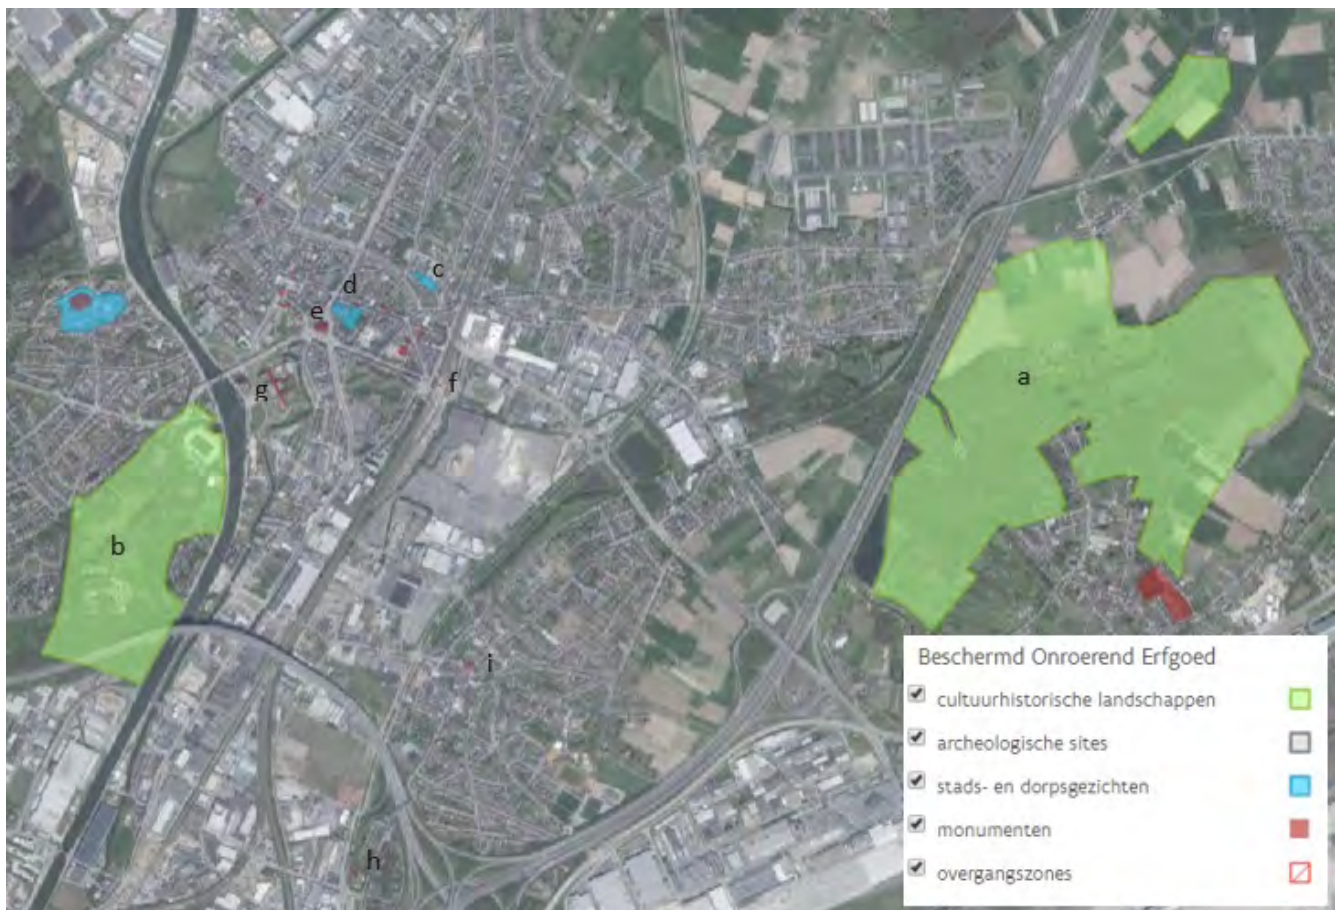 c
d
e
a
g
f
b
i
h
Beschermd Onroerend Erfgoed
cultuurhistorische landschappen
archeologische sites
stads- en dorpsgezichten
monumenten
overgangszones